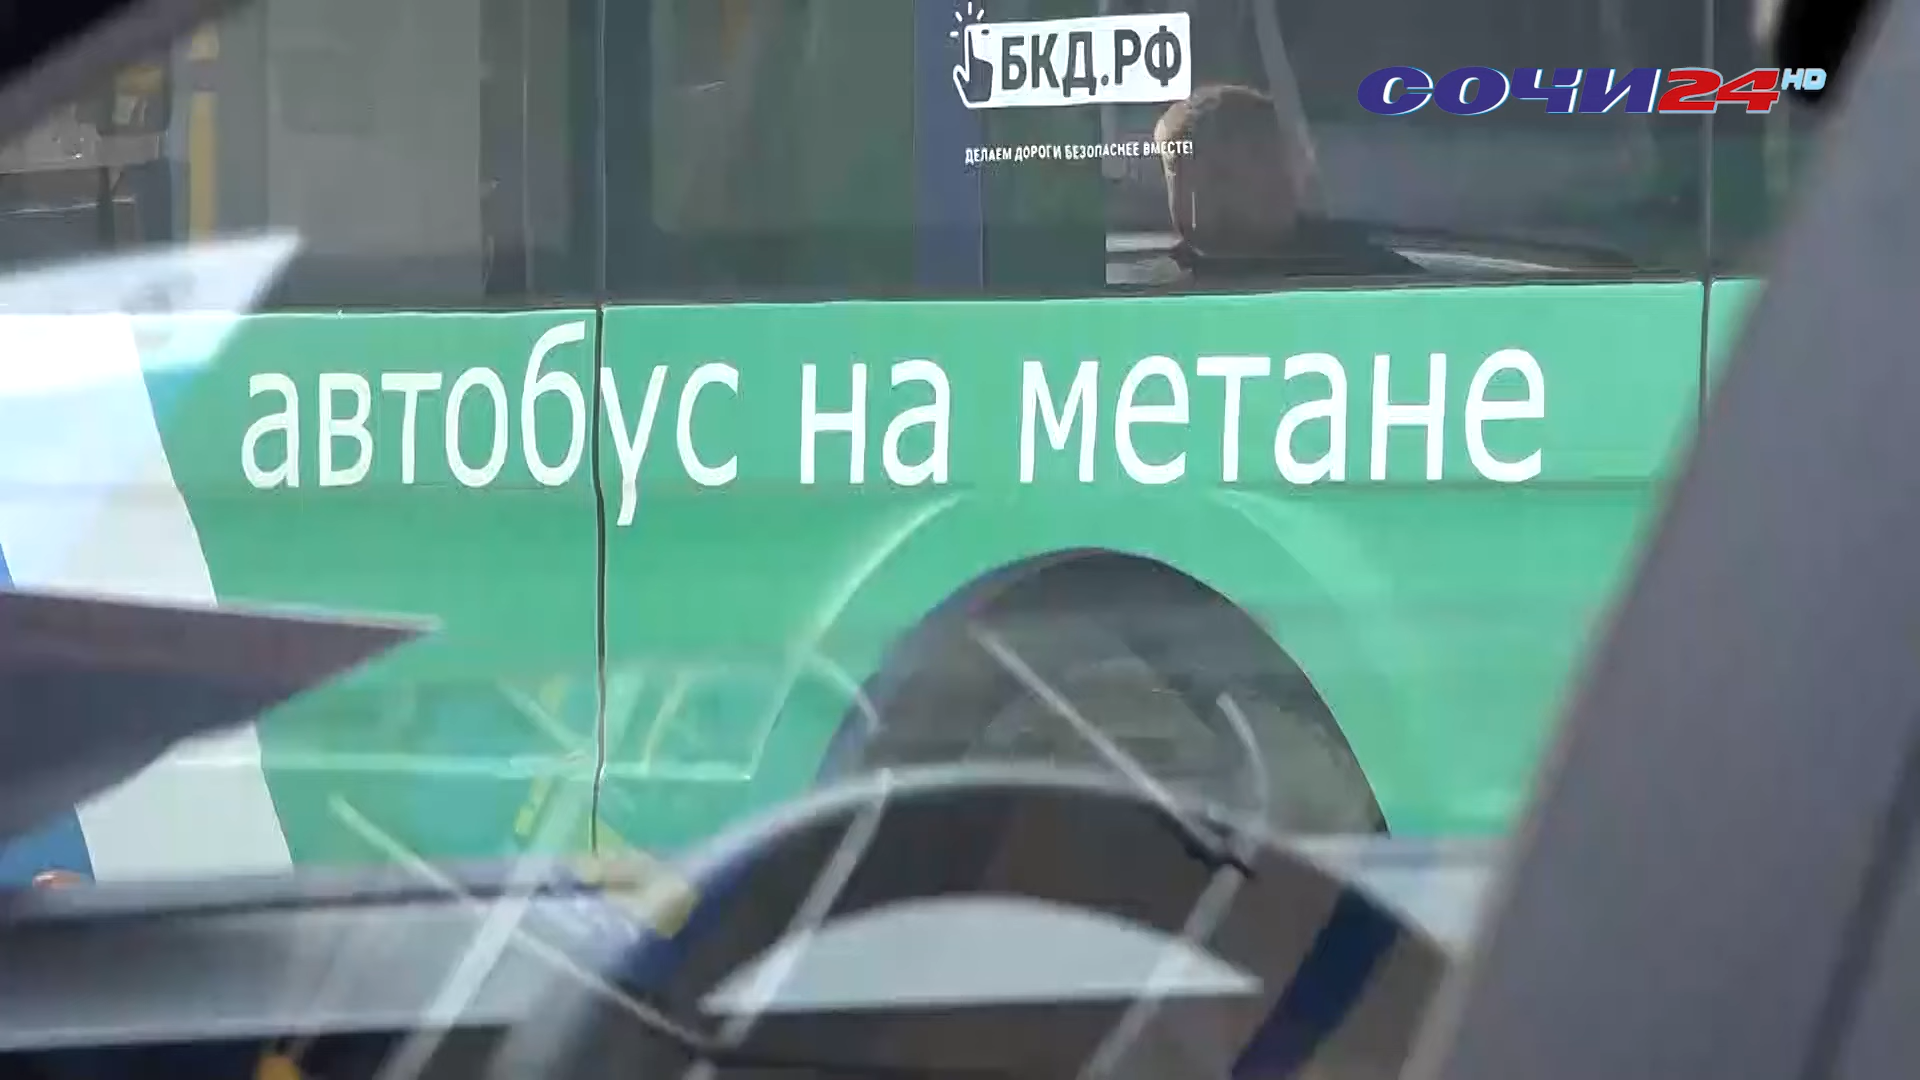 БКД.РФ
СОЧИ24HD
ДЕЛАЕМ ДОРОГИ БЕЗОПАСНЕЕ ВМЕСТЕ!
автобус на метане